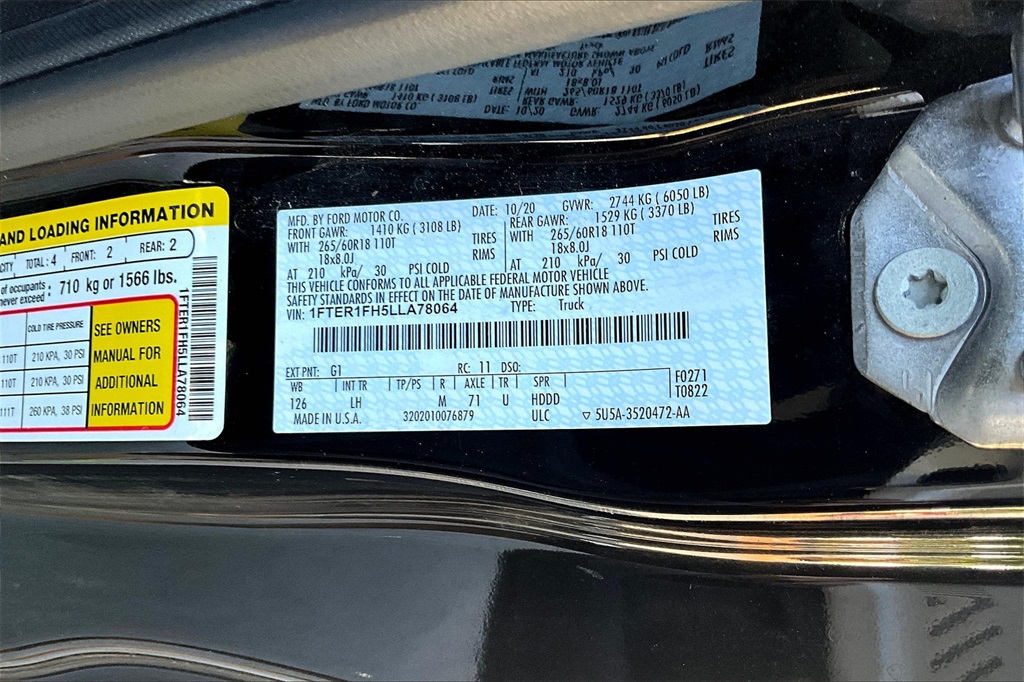 AND LOADING INFORMATION
CITY TOTAL: 4 FRONT: 2 REAR: 2
of occupants
never exceed : 710 kg or 1566 lbs.
COLD TIRE PRESSURE
110T 210 KPA, 30 PSI
110T 210 KPA, 30 PSI
111T 260 KPA, 38 PSI
SEE OWNERS
MANUAL FOR
ADDITIONAL
INFORMATION
1FTER1FH5LLA78064
MFD. BY FORD MOTOR CO. DATE: 10/20 GVWR: 2744 KG ( 6050 LB)
FRONT GAWR: 1410 KG ( 3108 LB) REAR GAWR: 1529 KG ( 3370 LB)
WITH 265/60R18 110T TIRES WITH 265/60R18 110T TIRES
18x8.0J RIMS 18x8.0J RIMS
AT 210 kPa/ 30 PSI COLD AT 210 kPa/ 30 PSI COLD
THIS VEHICLE CONFORMS TO ALL APPLICABLE FEDERAL MOTOR VEHICLE
SAFETY STANDARDS IN EFFECT ON THE DATE OF MANUFACTURE SHOWN ABOVE.
VIN: 1FTER1FH5LLA78064 TYPE: Truck
EXT PNT: G1 RC: 11 DSO:
WB INT TR TP/PS R AXLE TR SPR
126 LH M 71 U HDDD
F0271
T0822
MADE IN U.S.A. 3202010076879 ULC ▽ 5U5A-3520472-AA